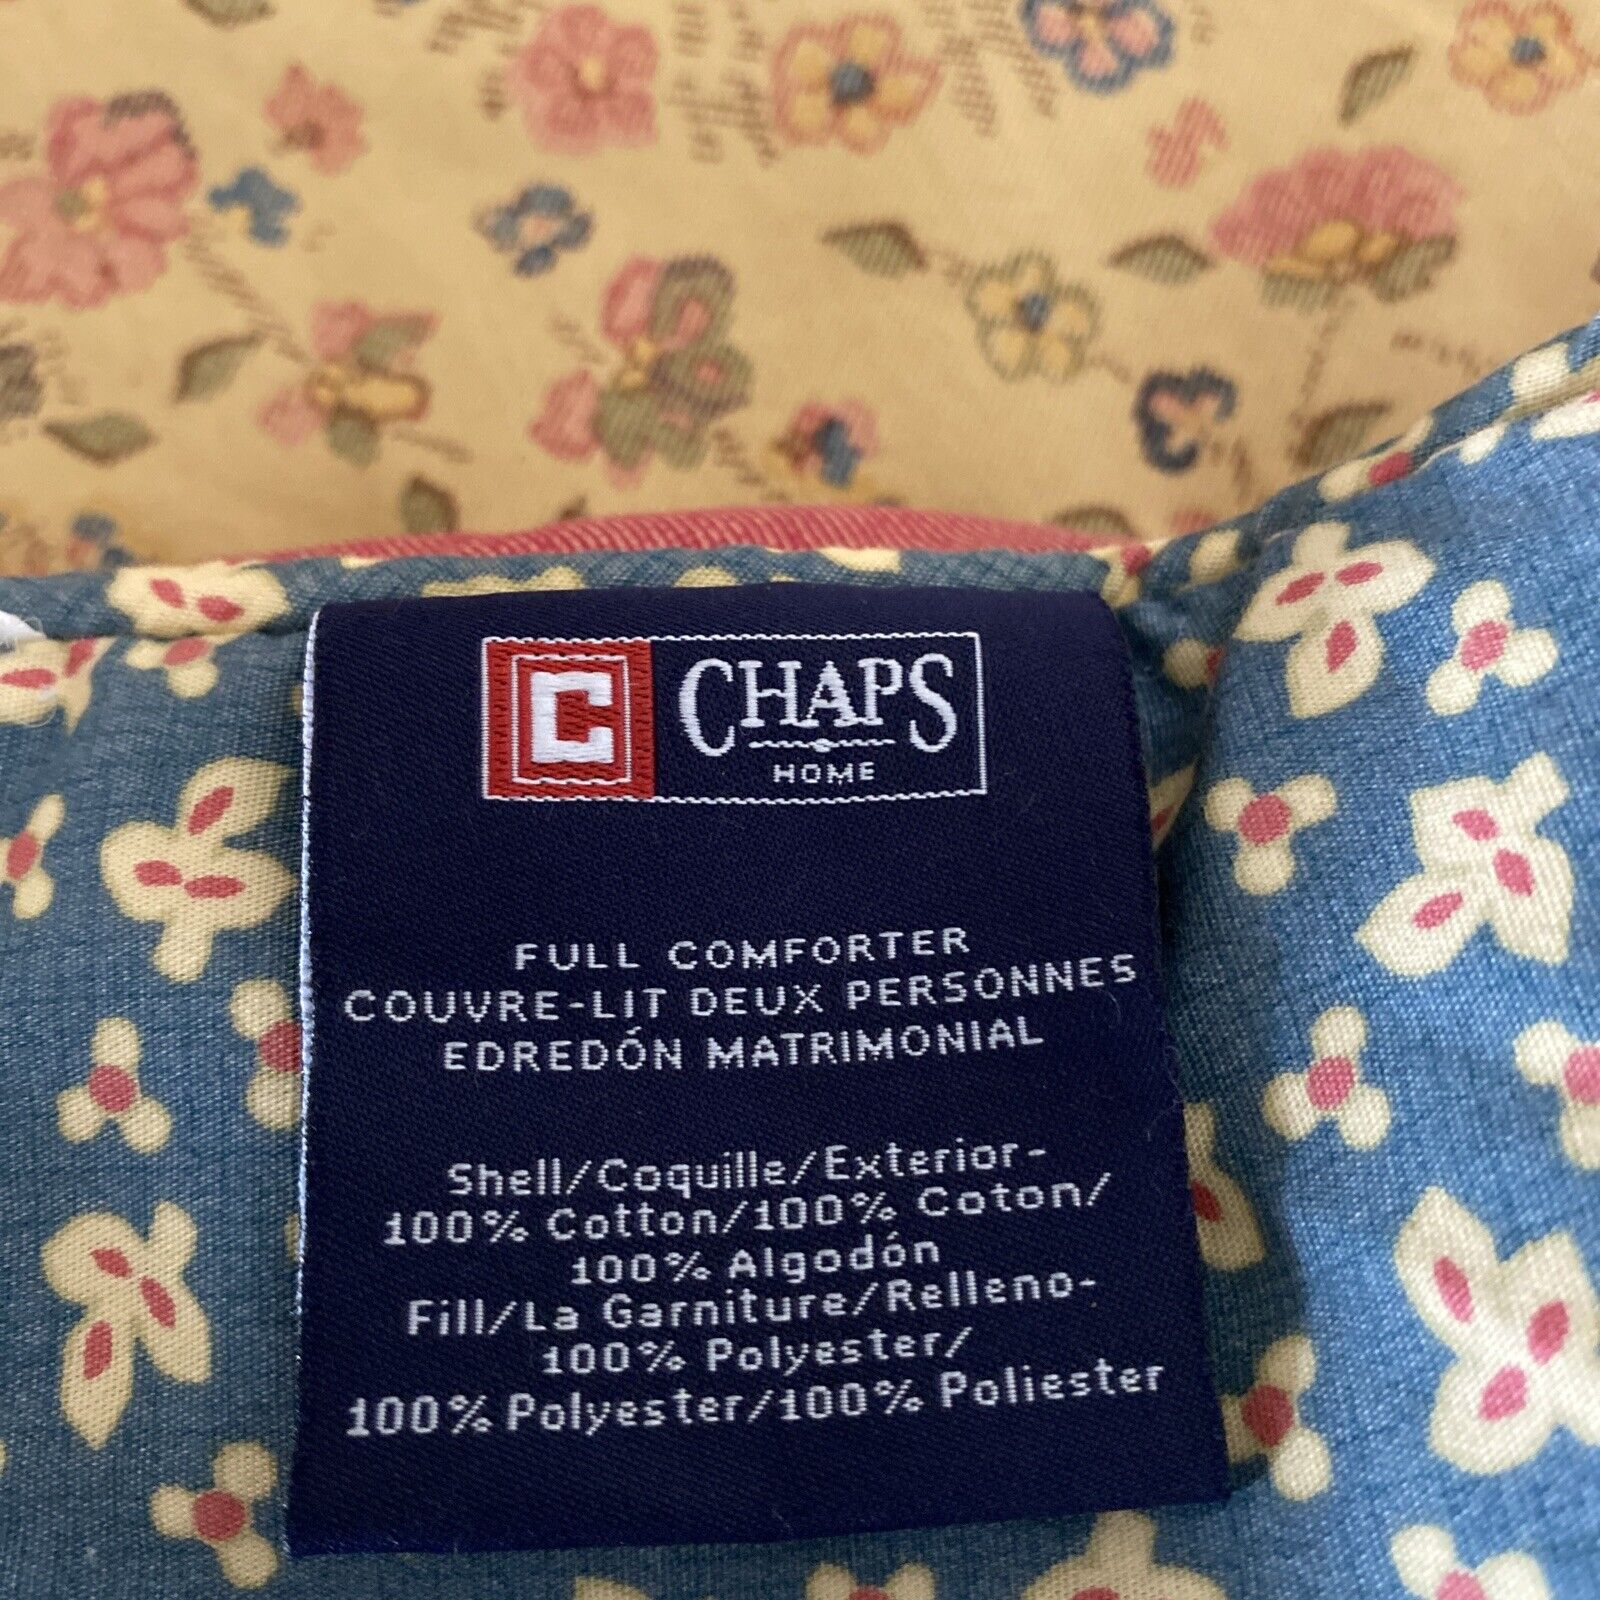 C CHAPS
HOME
FULL COMFORTER
COUVRE-LIT DEUX PERSONNES
EDREDÓN MATRIMONIAL
Shell/Coquille/Exterior-
100% Cotton/100% Coton/
100% Algodón
Fill/La Garniture/Relleno-
100% Polyester/
100% Polyester/100% Poliester